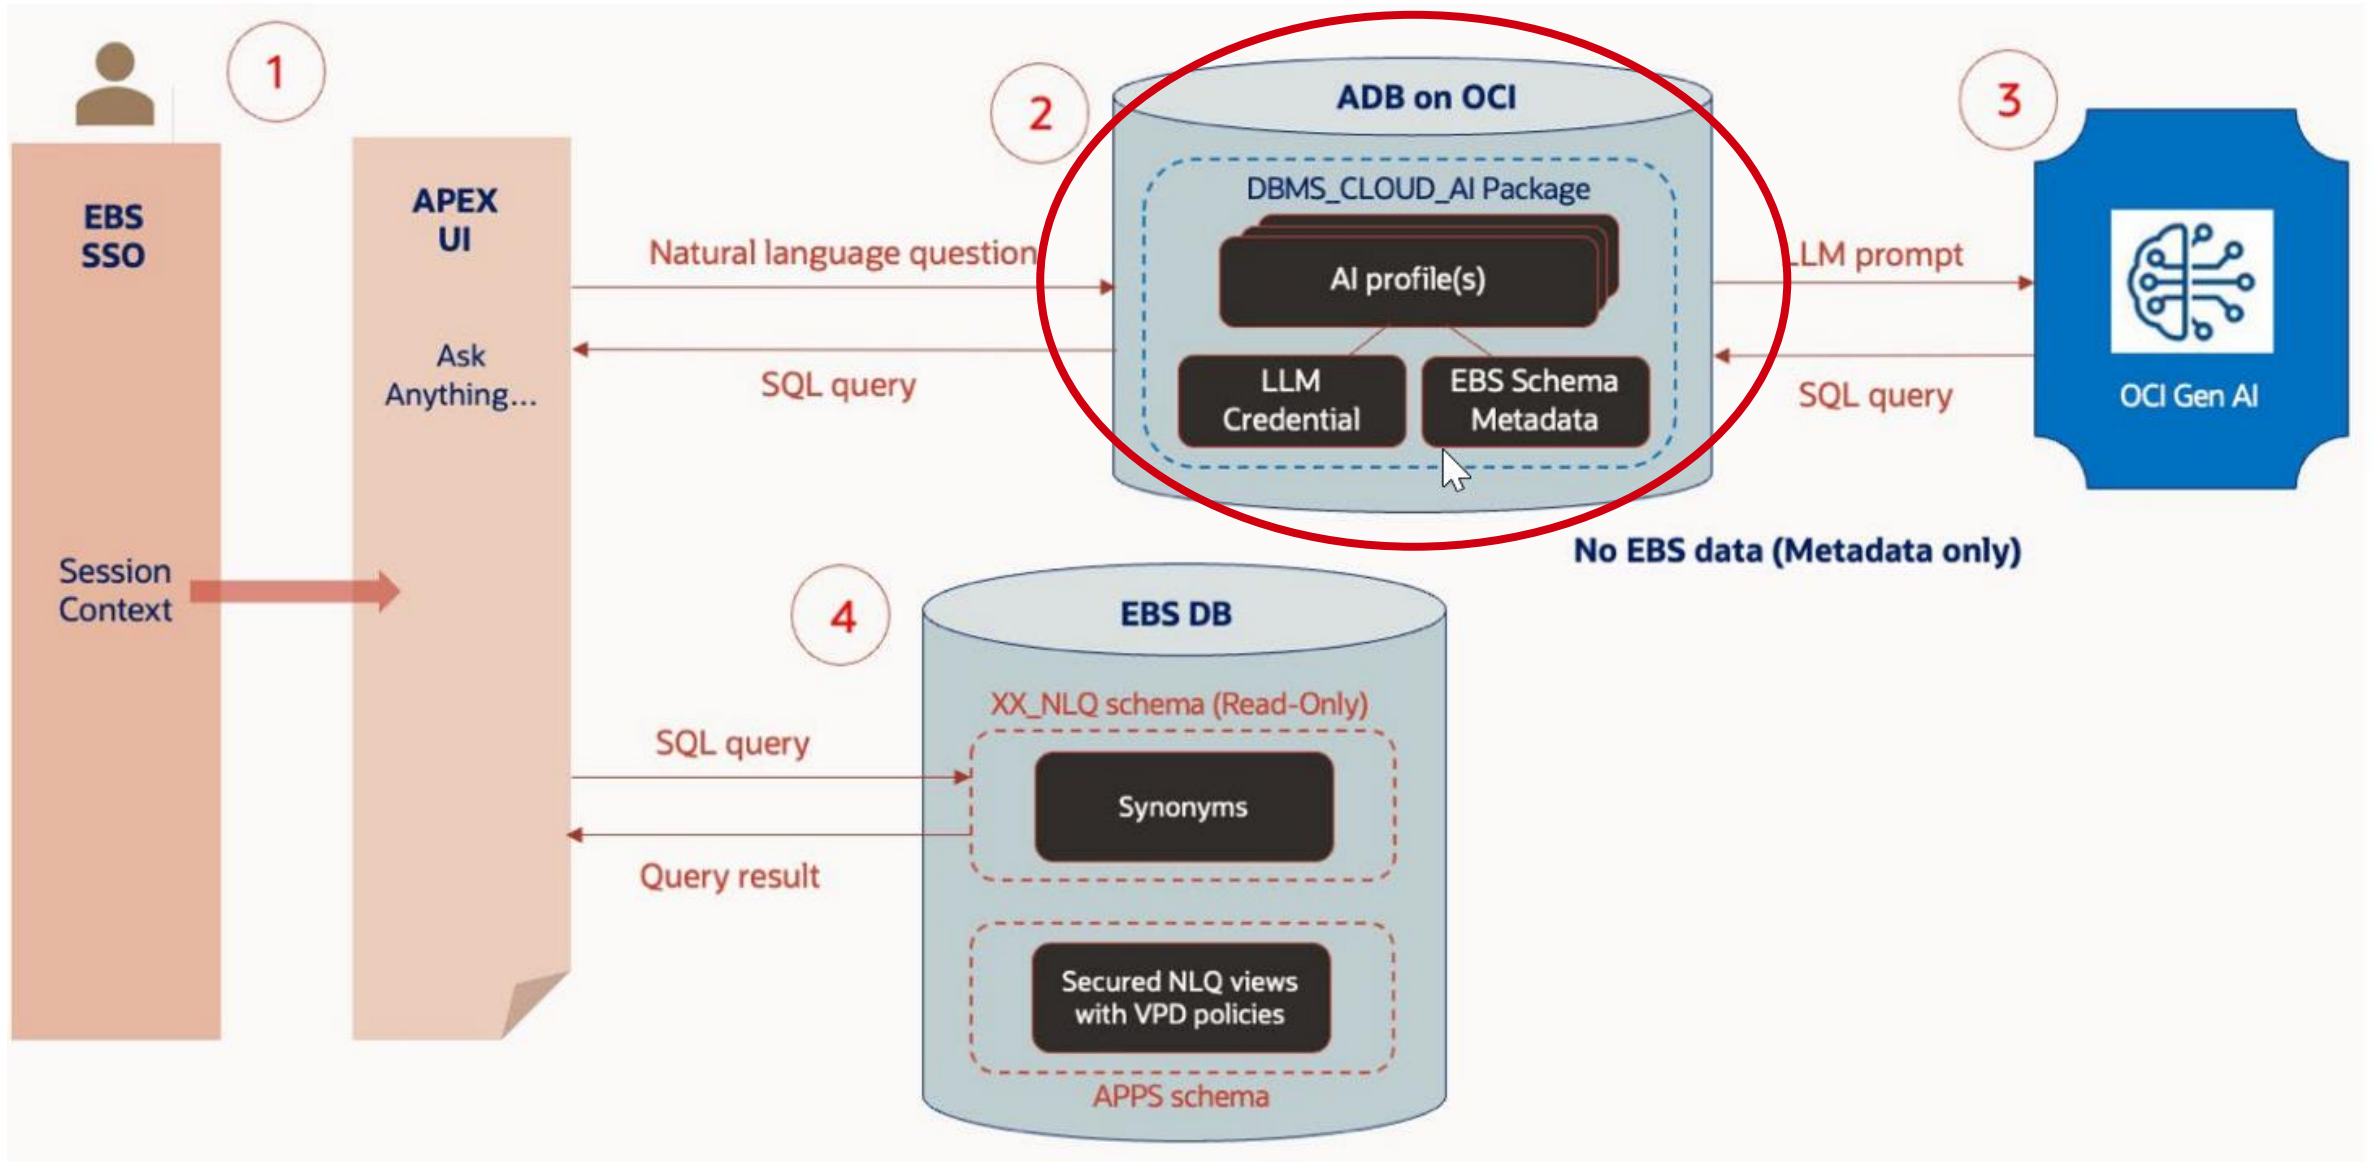 1
EBS
SSO
Session
Context
APEX
UI
Ask
Anything...
Natural language question
SQL query
2
ADB on OCI
DBMS_CLOUD_AI Package
AI profile(s)
LLM
Credential
EBS Schema
Metadata
LLM prompt
SQL query
3
OCI Gen AI
No EBS data (Metadata only)
4
EBS DB
XX_NLQ schema (Read-Only)
Synonyms
SQL query
Query result
Secured NLQ views
with VPD policies
APPS schema